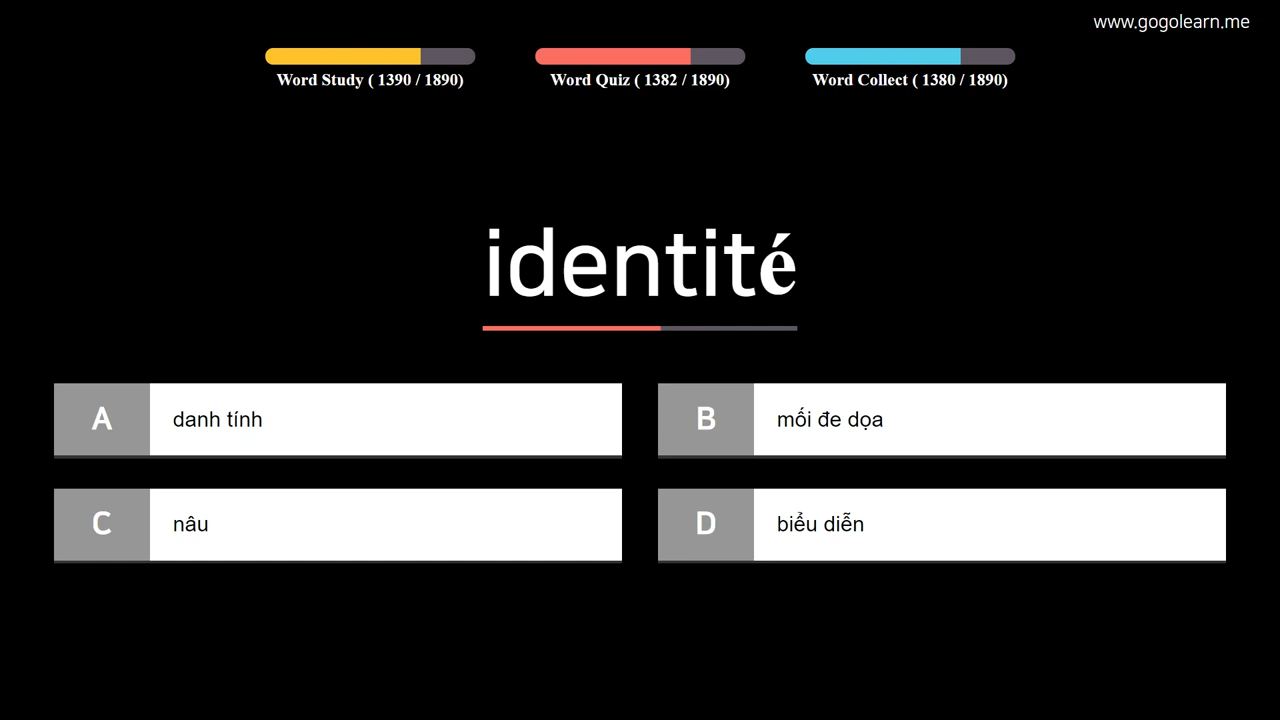 www.gogolearn.me
Word Study ( 1390 / 1890)
Word Quiz ( 1382 / 1890)
Word Collect ( 1380 / 1890)
identité
A danh tính
B mối đe dọa
C nâu
D biểu diễn